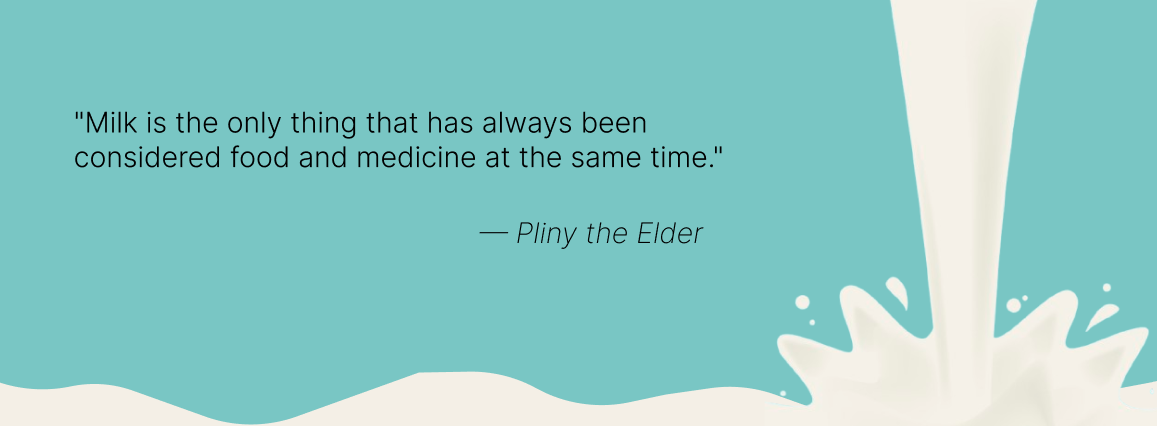 "Milk is the only thing that has always been
considered food and medicine at the same time."
— Pliny the Elder